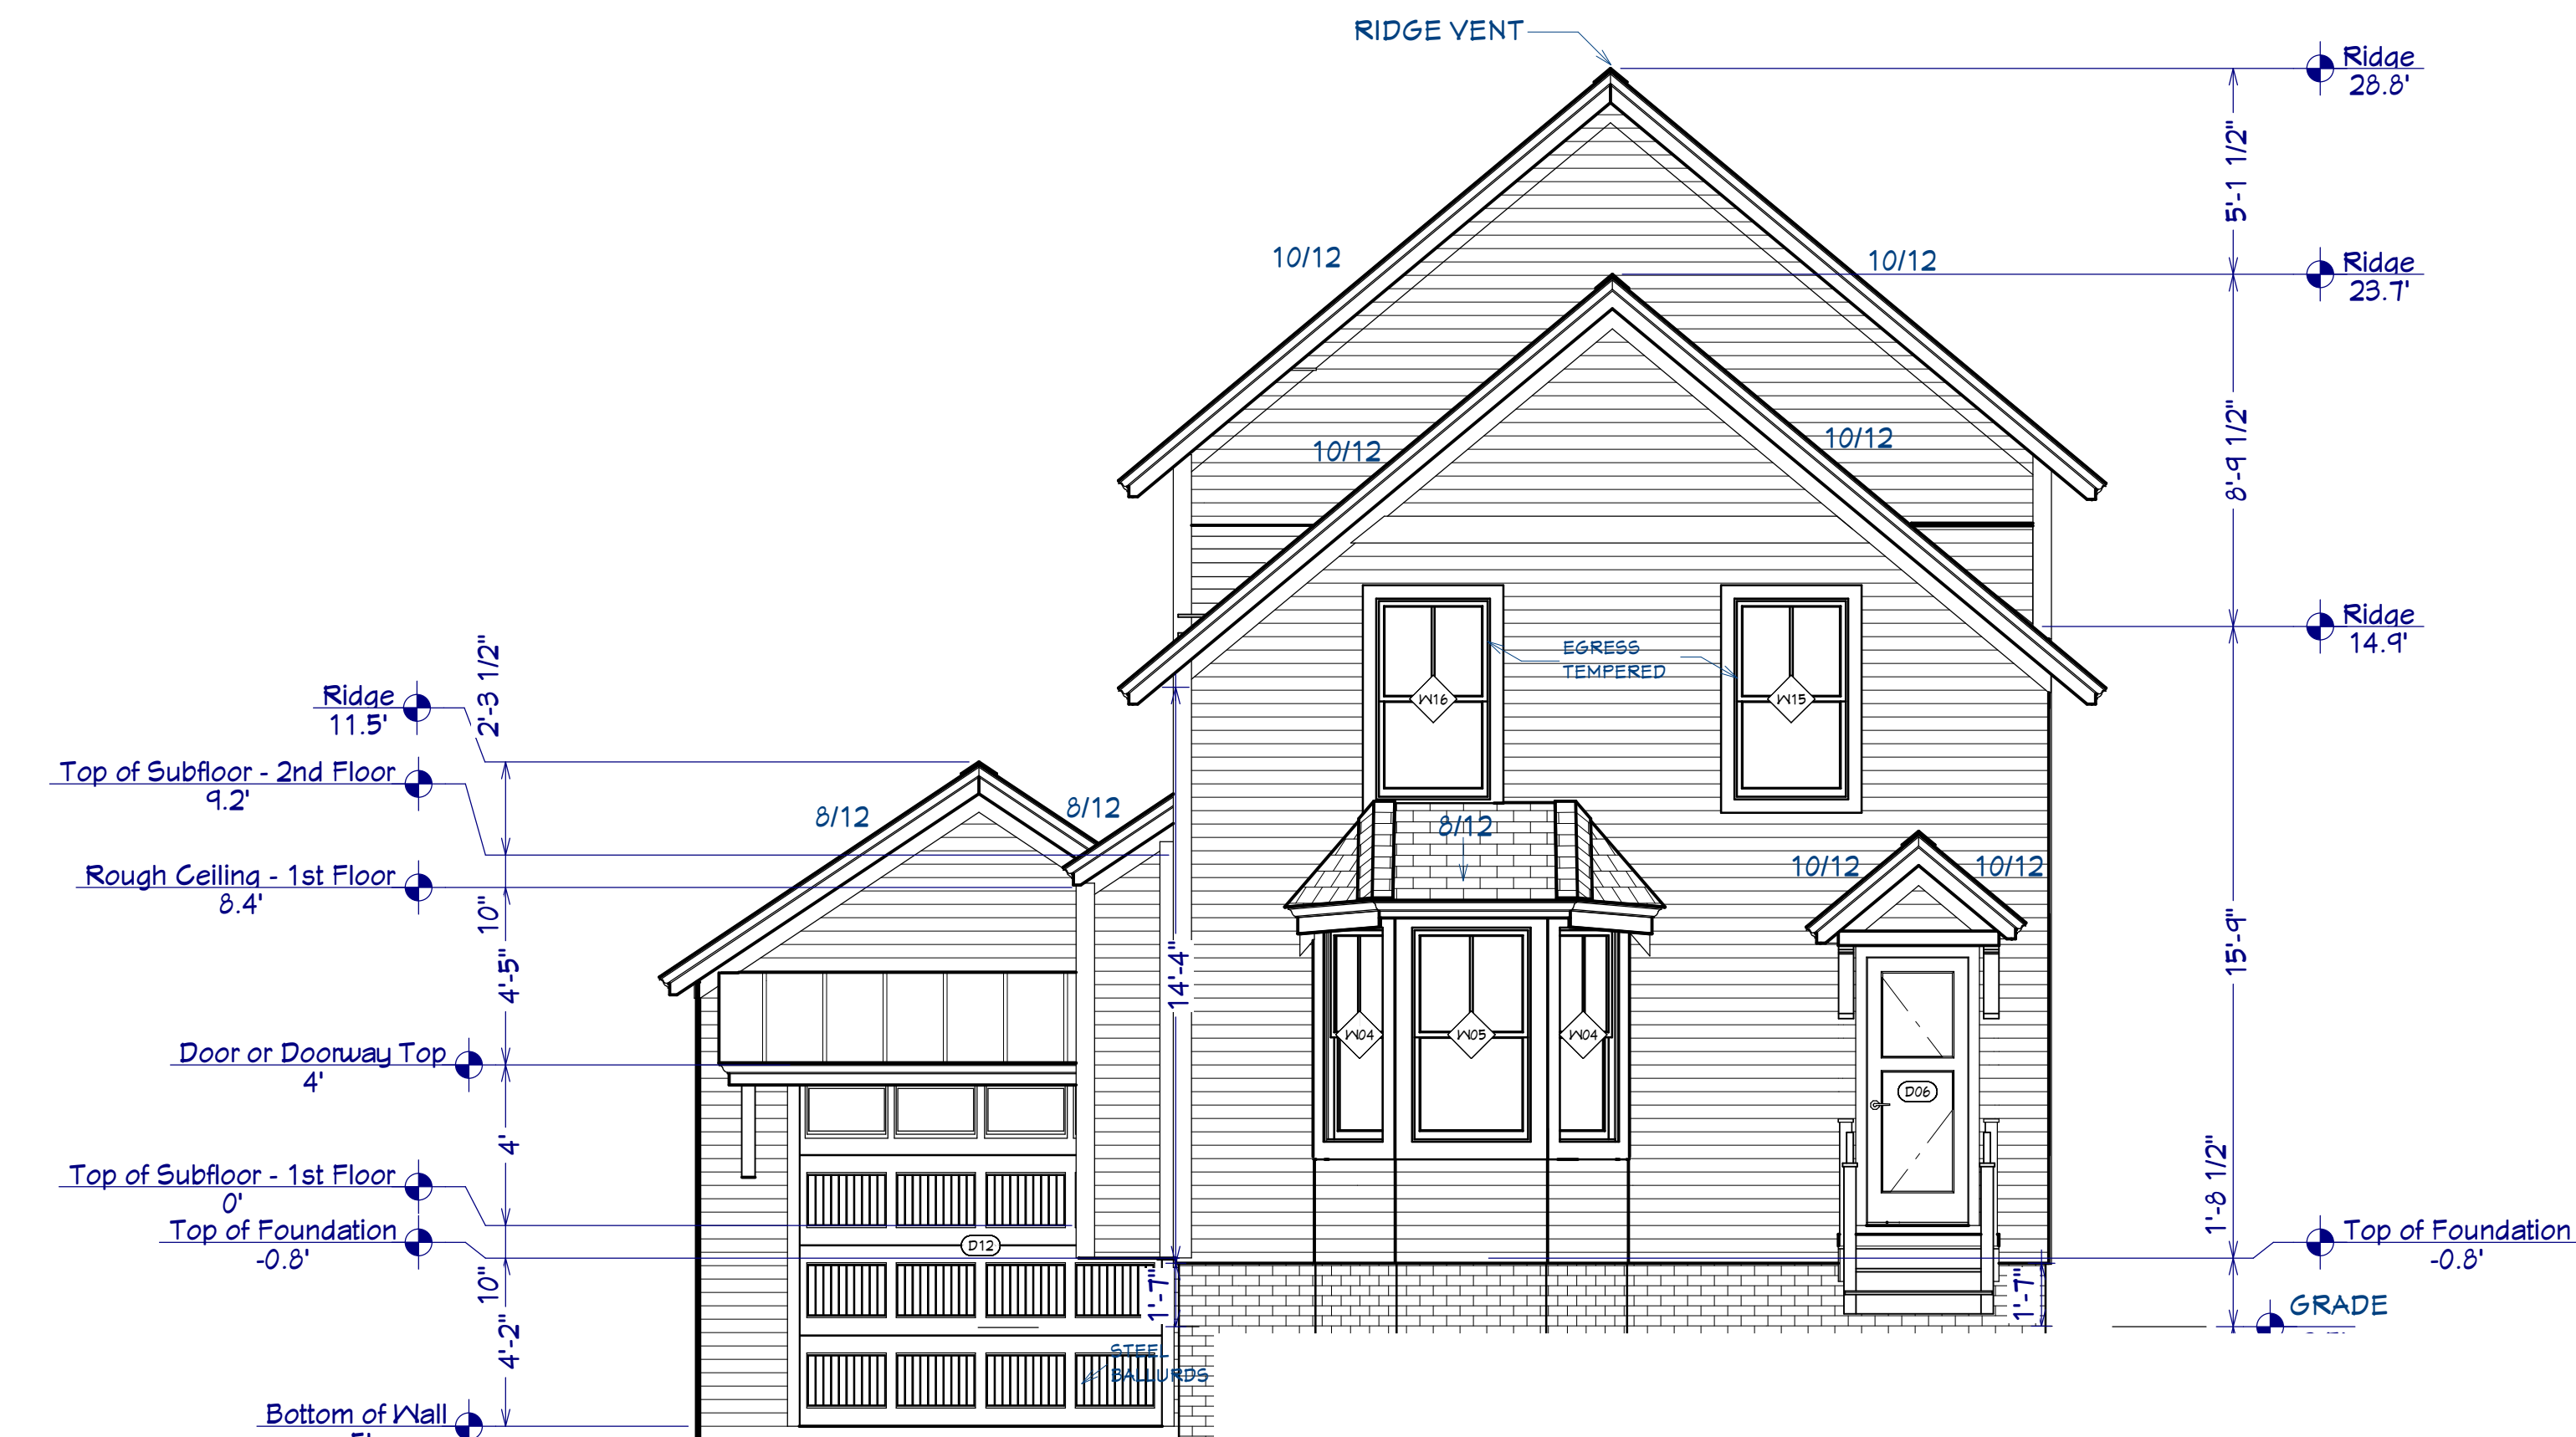 RIDGE VENT
Ridge
28.8'
5'-1 1/2"
10/12
10/12
Ridge
23.7'
10/12
10/12
8'-9 1/2"
Ridge
14.9'
EGRESS
TEMPERED
W16
W15
Ridge
11.5'
2'-3 1/2"
Top of Subfloor - 2nd Floor
9.2'
8/12
8/12
8/12
10/12
10/12
Rough Ceiling - 1st Floor
8.4'
10"
4'-5"
14'-4"
15'-9"
W04
W05
W04
Door or Doorway Top
4'
D06
4'
1'-8 1/2"
Top of Subfloor - 1st Floor
0'
Top of Foundation
-0.8'
D12
Top of Foundation
-0.8'
10"
1'-7"
1'-7"
GRADE
4'-2"
STEEL
BALLURDS
Bottom of Wall